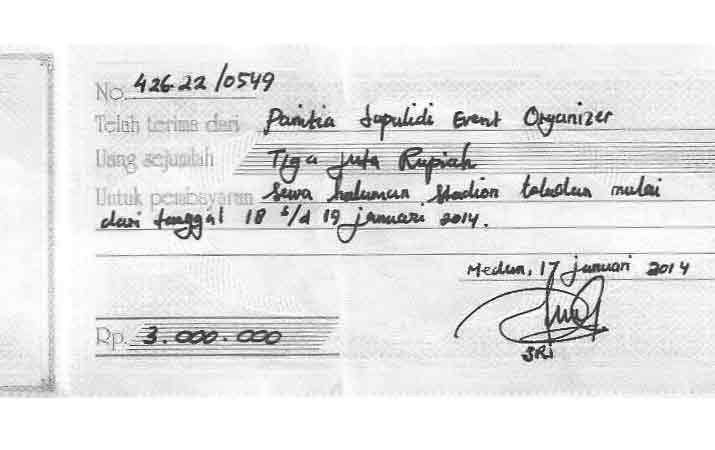 No. 426.22/0549
Telah terima dari Panitia Sapulidi Event Organizer
Uang sejumlah Tiga juta Rupiah
Untuk pembayaran Sewa halaman Stadion teladan mulai
dari tanggal 18 s/d 19 januari 2014.
Medan, 17 januari 2014
Rp. 3.000.000
SRi